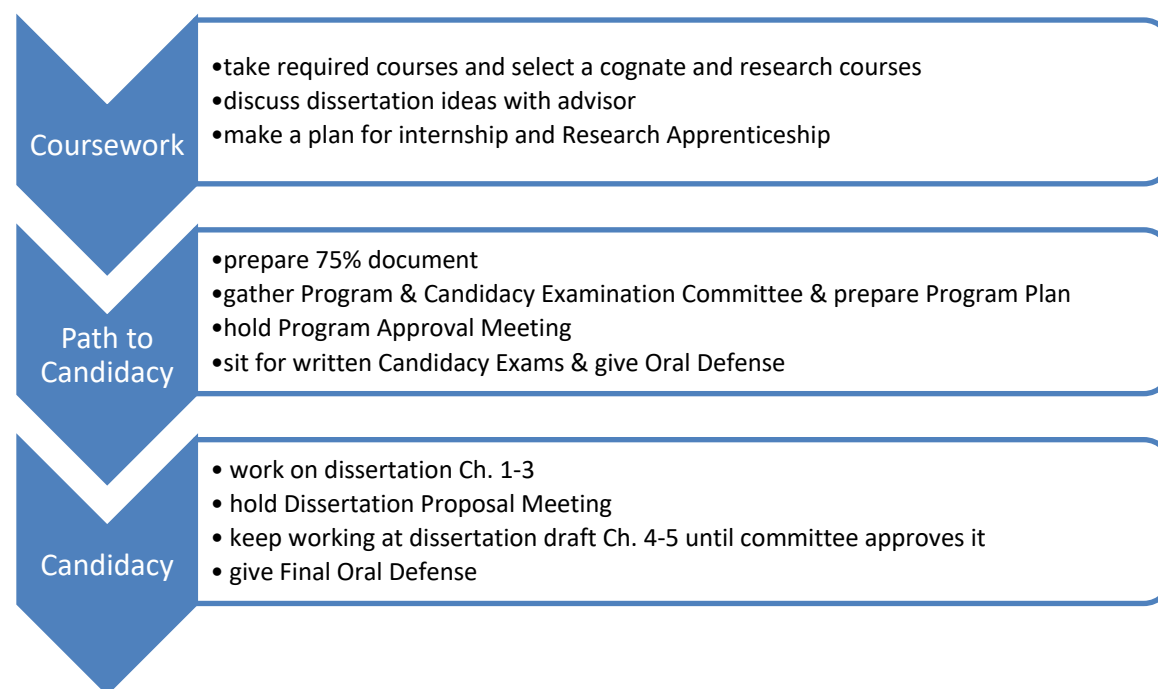 Coursework
•take required courses and select a cognate and research courses
•discuss dissertation ideas with advisor
•make a plan for internship and Research Apprenticeship
Path to
Candidacy
•prepare 75% document
•gather Program & Candidacy Examination Committee & prepare Program Plan
•hold Program Approval Meeting
•sit for written Candidacy Exams & give Oral Defense
Candidacy
• work on dissertation Ch. 1-3
• hold Dissertation Proposal Meeting
• keep working at dissertation draft Ch. 4-5 until committee approves it
• give Final Oral Defense